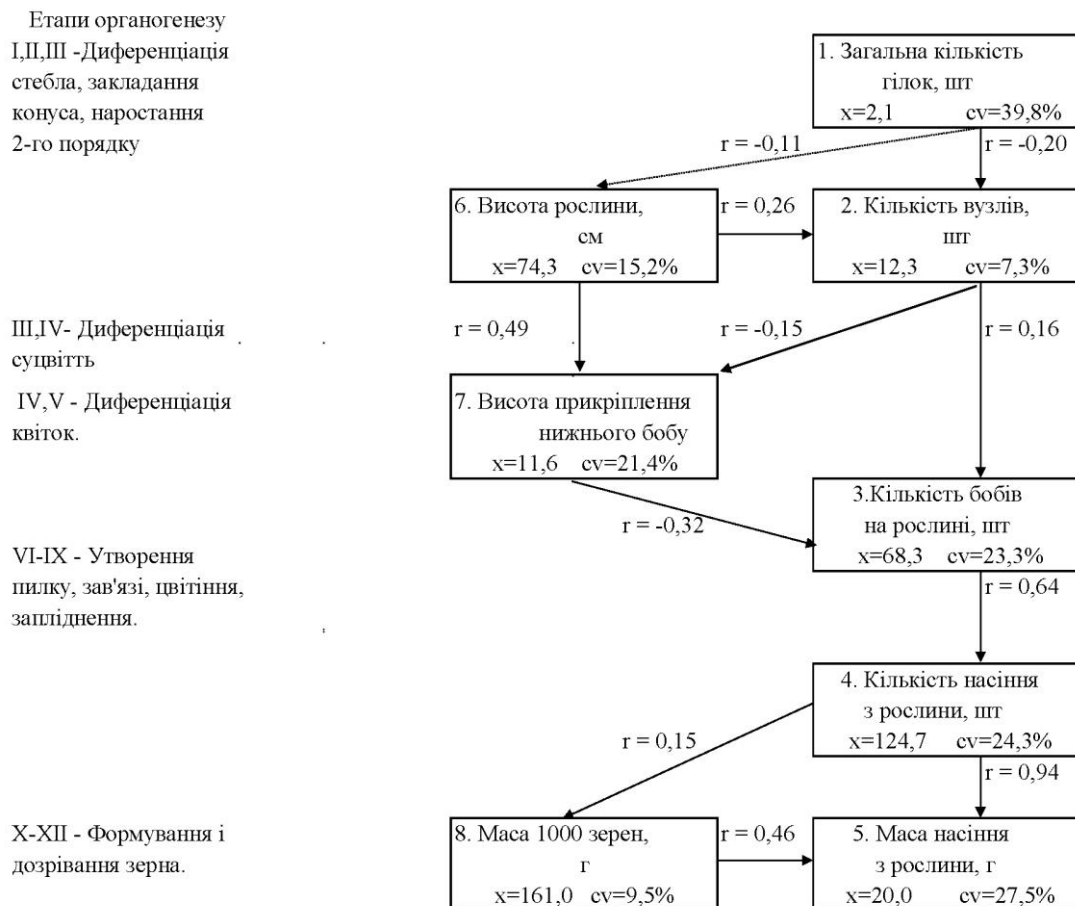 Етапи органогенезу
I,II,III -Диференціація
стебла, закладання
конуса, наростання
2-го порядку
1. Загальна кількість
гілок, шт
x=2,1 cv=39,8%
r = -0,11
r = -0,20
6. Висота рослини,
см
x=74,3 cv=15,2%
r = 0,26
2. Кількість вузлів,
шт
x=12,3 cv=7,3%
III,IV- Диференціація
суцвітть
r = 0,49
r = -0,15
r = 0,16
IV,V - Диференціація
квіток.
7. Висота прикріплення
нижнього бобу
x=11,6 cv=21,4%
r = -0,32
3.Кількість бобів
на рослині, шт
x=68,3 cv=23,3%
VI-IX - Утворення
пилку, зав'язі, цвітіння,
запліднення.
r = 0,64
4. Кількість насіння
з рослини, шт
x=124,7 cv=24,3%
r = 0,15
r = 0,94
X-XII - Формування і
дозрівання зерна.
8. Маса 1000 зерен,
г
x=161,0 cv=9,5%
r = 0,46
5. Маса насіння
з рослини, г
x=20,0 cv=27,5%